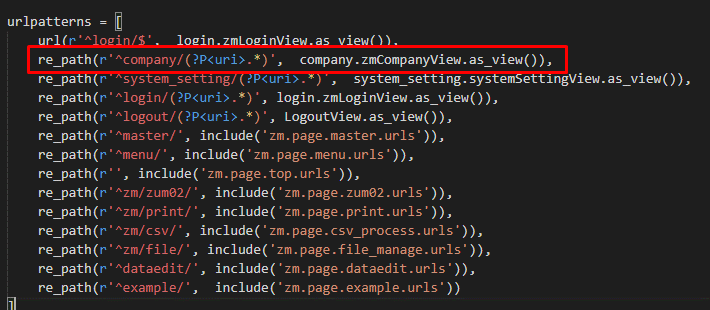 urlpatterns = [
url(r'^login/$', login.zmLoginView.as_view()),
re_path(r'^company/(?P<uri>.*)', company.zmCompanyView.as_view()),
re_path(r'^system_setting/(?P<uri>.*)', system_setting.systemSettingView.as_view()),
re_path(r'^login/(?P<uri>.*)', login.zmLoginView.as_view()),
re_path(r'^logout/(?P<uri>.*)', LogoutView.as_view()),
re_path(r'^master/', include('zm.page.master.urls')),
re_path(r'^menu/', include('zm.page.menu.urls')),
re_path(r'', include('zm.page.top.urls')),
re_path(r'^zm/zum02/', include('zm.page.zum02.urls')),
re_path(r'^zm/print/', include('zm.page.print.urls')),
re_path(r'^zm/csv/', include('zm.page.csv_process.urls')),
re_path(r'^zm/file/', include('zm.page.file_manage.urls')),
re_path(r'^dataedit/', include('zm.page.dataedit.urls')),
re_path(r'^example/', include('zm.page.example.urls'))
]